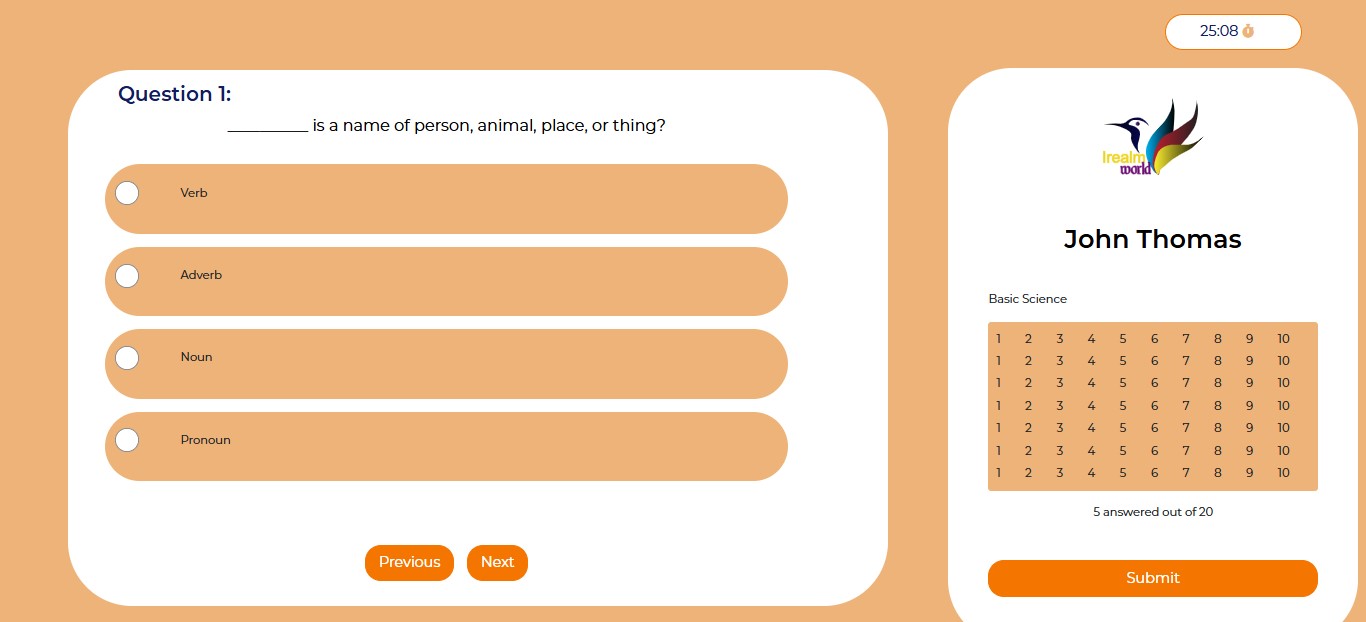 25:08
Question 1:
__________ is a name of person, animal, place, or thing?
Verb
Adverb
Noun
Pronoun
Previous
Next
Irealm
world
John Thomas
Basic Science
1 2 3 4 5 6 7 8 9 10
1 2 3 4 5 6 7 8 9 10
1 2 3 4 5 6 7 8 9 10
1 2 3 4 5 6 7 8 9 10
1 2 3 4 5 6 7 8 9 10
1 2 3 4 5 6 7 8 9 10
1 2 3 4 5 6 7 8 9 10
5 answered out of 20
Submit